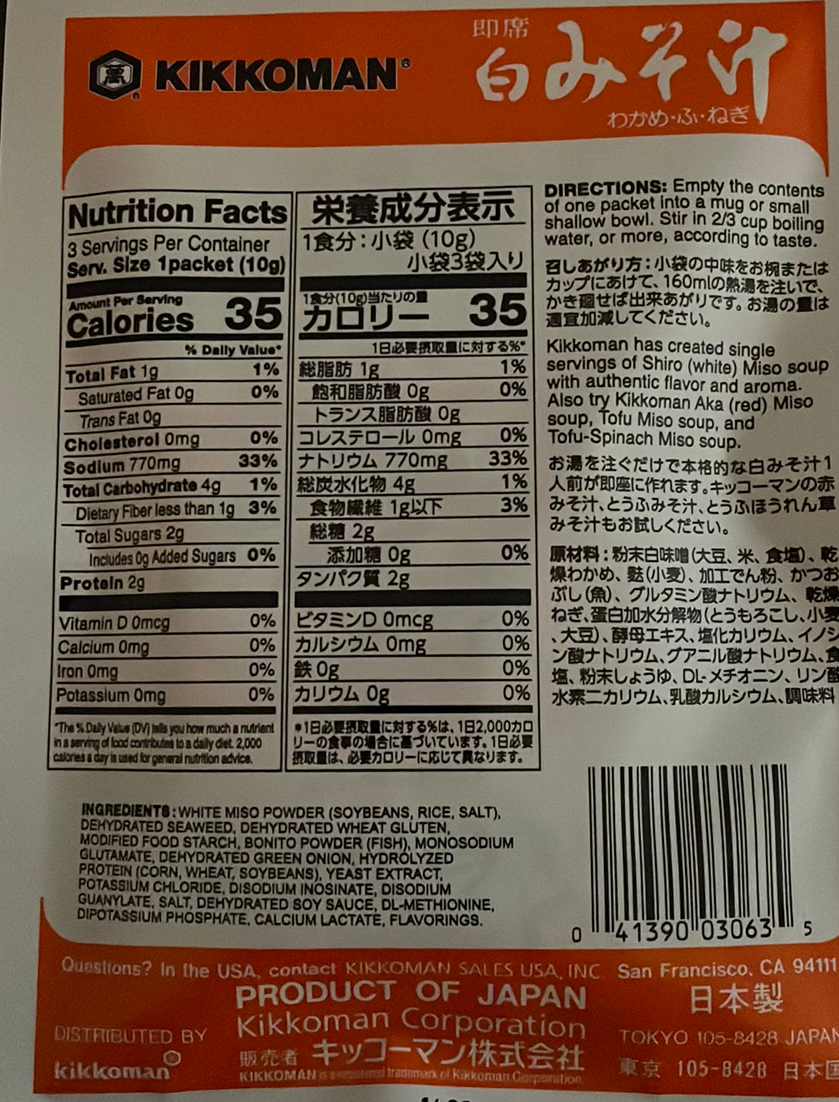 即席
KIKKOMAN®
白みそ汁
わかめ・ふ・ねぎ
Nutrition Facts
3 Servings Per Container
Serv. Size 1packet (10g)
Amount Per Serving
Calories 35
% Daily Value*
Total Fat 1g 1%
Saturated Fat 0g 0%
Trans Fat 0g
Cholesterol 0mg 0%
Sodium 770mg 33%
Total Carbohydrate 4g 1%
Dietary Fiber less than 1g 3%
Total Sugars 2g
Includes 0g Added Sugars 0%
Protein 2g
Vitamin D 0mcg 0%
Calcium 0mg 0%
Iron 0mg 0%
Potassium 0mg 0%
*The % Daily Value (DV) tells you how much a nutrient
in a serving of food contributes to a daily diet. 2,000
calories a day is used for general nutrition advice.
栄養成分表示
1食分:小袋 (10g)
小袋3袋入り
1食分(10g)当たりの量
カロリー 35
1日必要摂取量に対する%*
総脂肪 1g 1%
飽和脂肪酸 0g 0%
トランス脂肪酸 0g
コレステロール 0mg 0%
ナトリウム 770mg 33%
総炭水化物 4g 1%
食物繊維 1g以下 3%
総糖 2g
添加糖 0g 0%
タンパク質 2g
ビタミンD 0mcg 0%
カルシウム 0mg 0%
鉄 0g 0%
カリウム 0g 0%
*1日必要摂取量に対する%は、1日2,000カロ
リーの食事の場合に基づいています。1日必要
摂取量は、必要カロリーに応じて異なります。
DIRECTIONS: Empty the contents
of one packet into a mug or small
shallow bowl. Stir in 2/3 cup boiling
water, or more, according to taste.
召しあがり方:小袋の中味をお椀または
カップにあけて、160mlの熱湯を注いで、
かき廻せば出来あがりです。お湯の量は
適宜加減してください。
Kikkoman has created single
servings of Shiro (white) Miso soup
with authentic flavor and aroma.
Also try Kikkoman Aka (red) Miso
soup, Tofu Miso soup, and
Tofu-Spinach Miso soup.
お湯を注ぐだけで本格的な白みそ汁1
人前が即座に作れます。キッコーマンの赤
みそ汁、とうふみそ汁、とうふほうれん草
みそ汁もお試しください。
原材料:粉末白味噌(大豆、米、食塩)、乾
燥わかめ、麩(小麦)、加工でん粉、かつお
ぶし(魚)、グルタミン酸ナトリウム、乾燥
ねぎ、蛋白加水分解物(とうもろこし、小麦
、大豆)、酵母エキス、塩化カリウム、イノシ
ン酸ナトリウム、グアニル酸ナトリウム、食
塩、粉末しょうゆ、DL-メチオニン、リン酸
水素二カリウム、乳酸カルシウム、調味料
INGREDIENTS: WHITE MISO POWDER (SOYBEANS, RICE, SALT),
DEHYDRATED SEAWEED, DEHYDRATED WHEAT GLUTEN,
MODIFIED FOOD STARCH, BONITO POWDER (FISH), MONOSODIUM
GLUTAMATE, DEHYDRATED GREEN ONION, HYDROLYZED
PROTEIN (CORN, WHEAT, SOYBEANS), YEAST EXTRACT,
POTASSIUM CHLORIDE, DISODIUM INOSINATE, DISODIUM
GUANYLATE, SALT, DEHYDRATED SOY SAUCE, DL-METHIONINE,
DIPOTASSIUM PHOSPHATE, CALCIUM LACTATE, FLAVORINGS.
0 41390 03063 5
Questions? In the USA, contact KIKKOMAN SALES USA, INC. San Francisco, CA 94111
PRODUCT OF JAPAN 日本製
DISTRIBUTED BY Kikkoman Corporation TOKYO 105-8428 JAPAN
kikkoman® 販売者 キッコーマン株式会社 東京 105-8428 日本国
KIKKOMAN is a registered trademark of Kikkoman Corporation